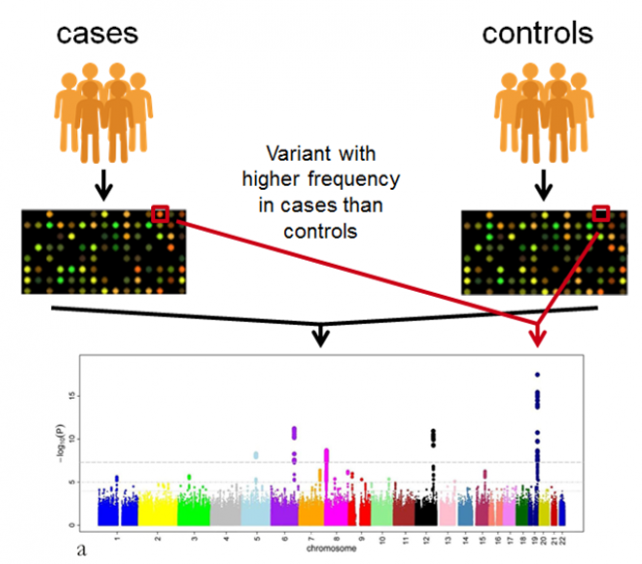 cases
controls
Variant with
higher frequency
in cases than
controls
15
10
5
0
−log₁₀(P)
1 2 3 4 5 6 7 8 9 10 11 12 13 14 15 16 17 18 19 20 21 22
chromosome
a